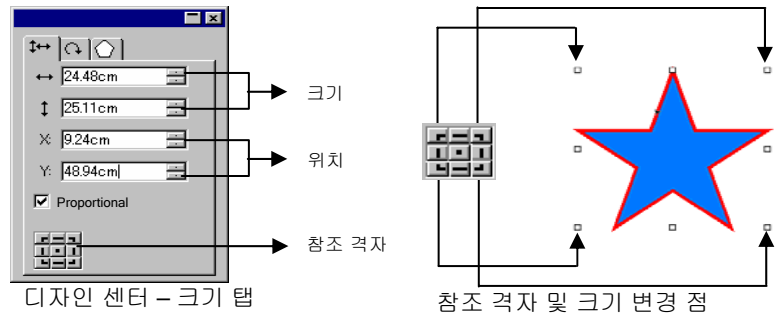 24.48cm
25.11cm
크기
X: 9.24cm
Y: 48.94cm
위치
Proportional
참조 격자
디자인 센터 – 크기 탭
참조 격자 및 크기 변경 점